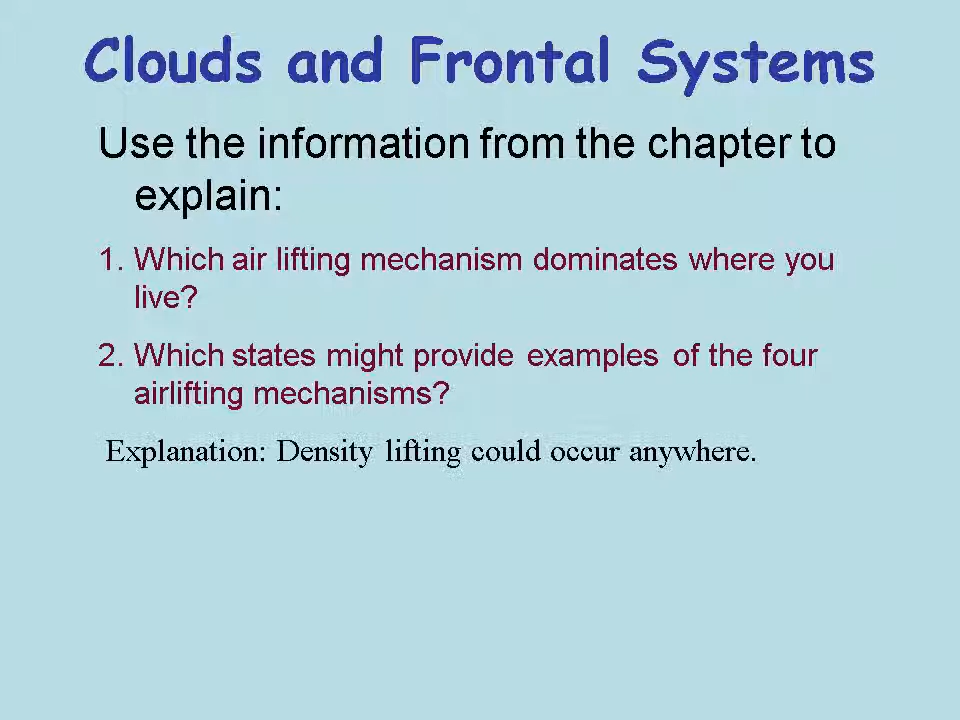 Clouds and Frontal Systems
Use the information from the chapter to
explain:
1. Which air lifting mechanism dominates where you
live?
2. Which states might provide examples of the four
airlifting mechanisms?
Explanation: Density lifting could occur anywhere.